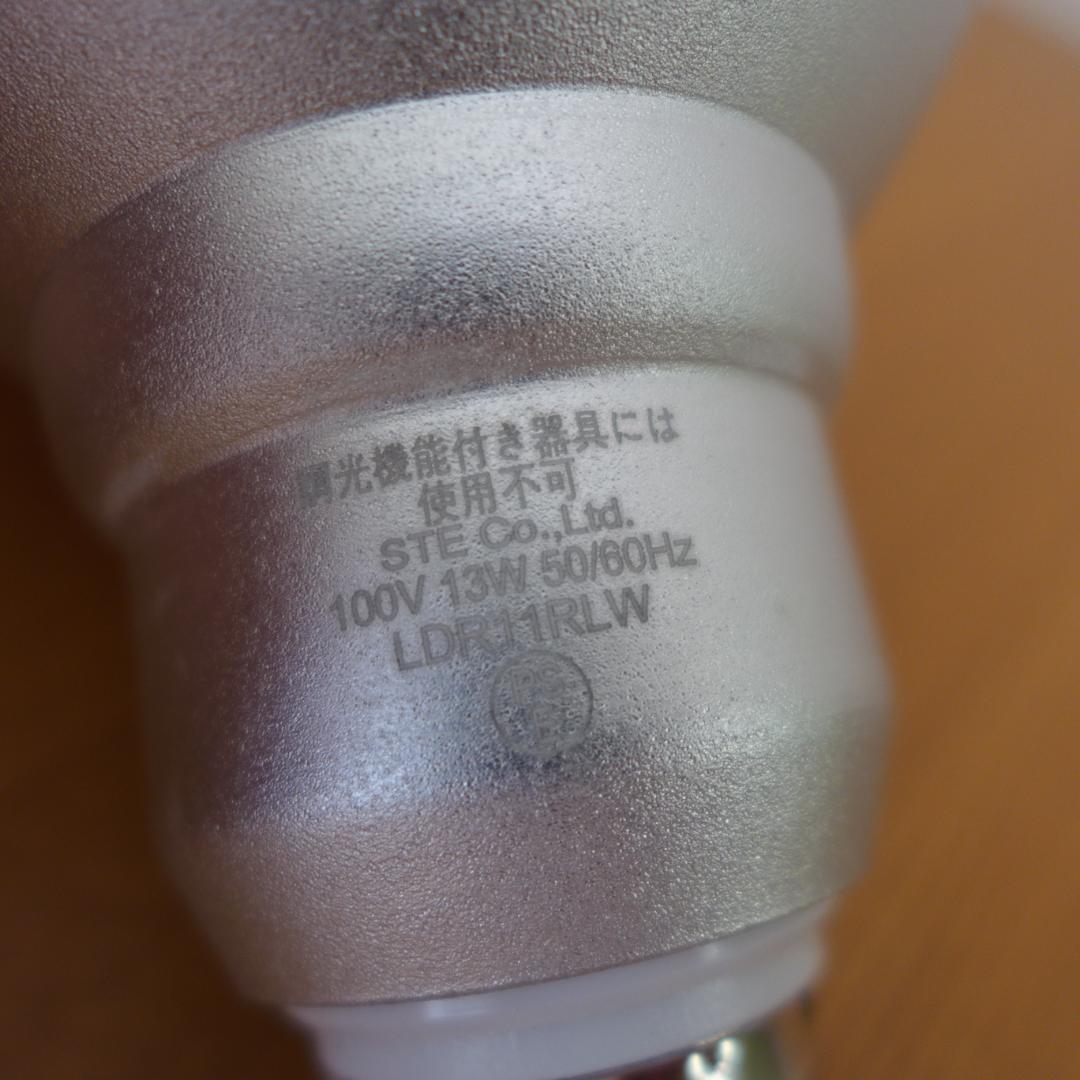 調光機能付き器具には
使用不可
STE Co.,Ltd.
100V 13W 50/60Hz
LDR11RLW
PS
E